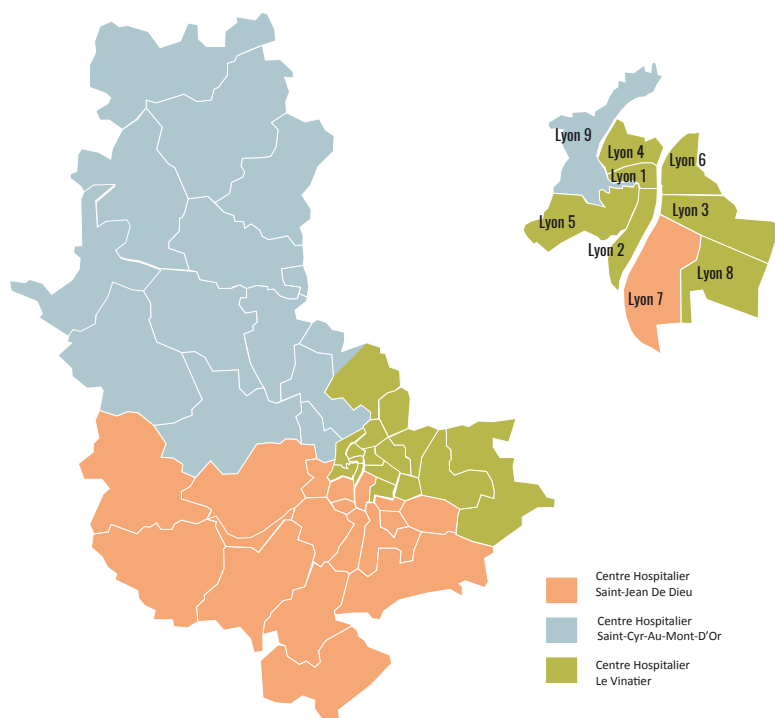 Lyon 9
Lyon 4
Lyon 6
Lyon 1
Lyon 5
Lyon 3
Lyon 2
Lyon 8
Lyon 7
Centre Hospitalier
Saint-Jean De Dieu
Centre Hospitalier
Saint-Cyr-Au-Mont-D'Or
Centre Hospitalier
Le Vinatier